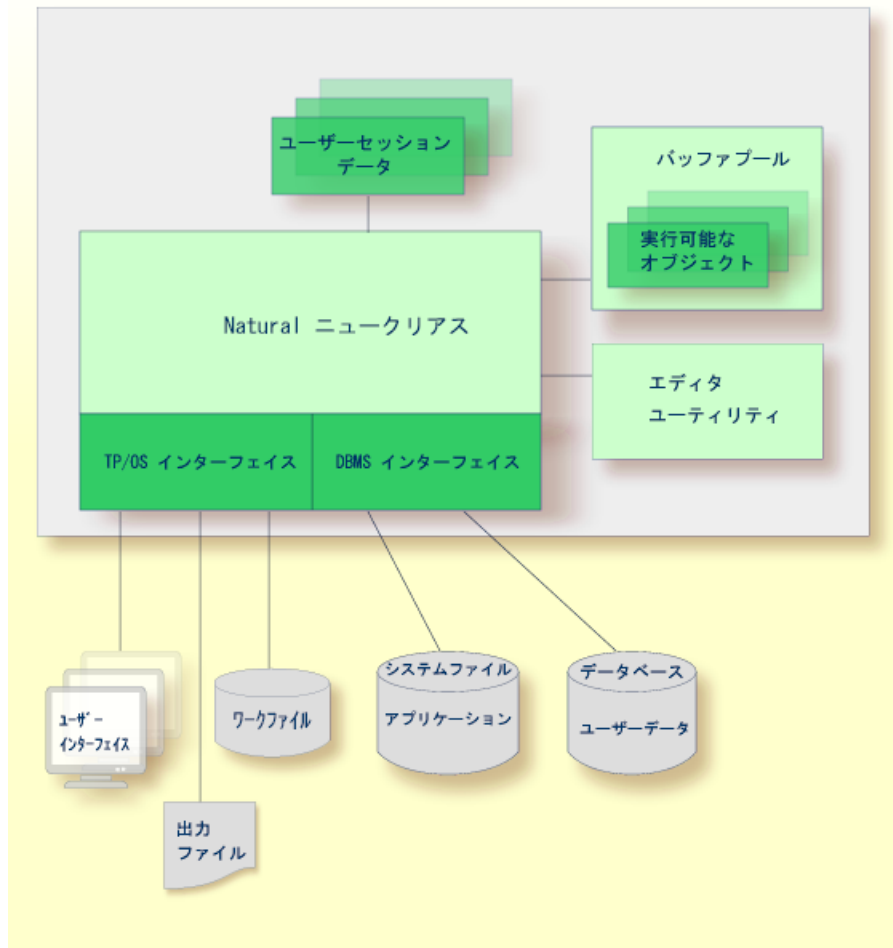 ユーザーセッション
データ
バッファプール
実行可能な
オブジェクト
Natural ニュークリアス
エディタ
ユーティリティ
TP/OS インターフェイス
DBMS インターフェイス
ユーザー
インターフェイス
ワークファイル
システムファイル
アプリケーション
データベース
ユーザーデータ
出力
ファイル